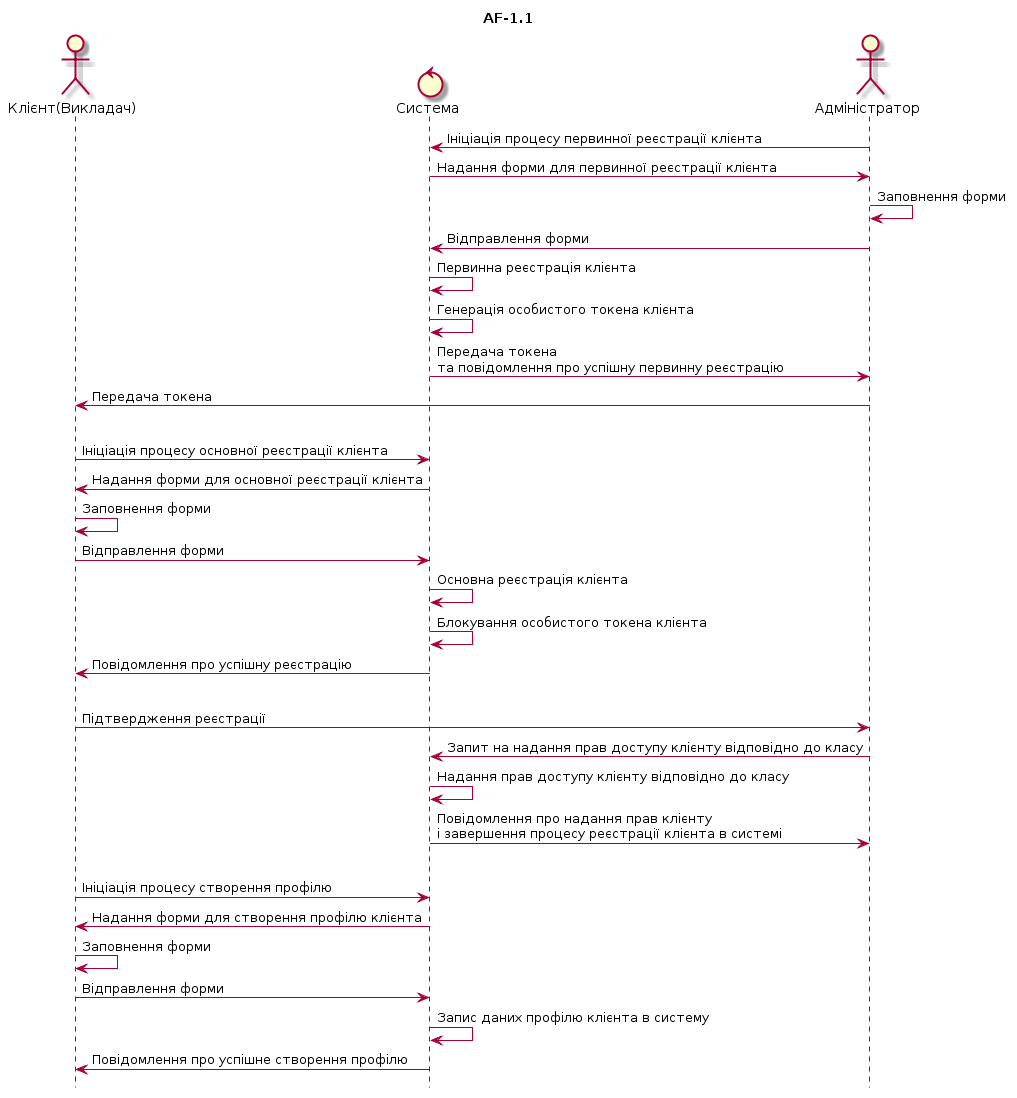 AF-1.1
Клієнт(Викладач)
Система
Адміністратор
Ініціація процесу первинної реєстрації клієнта
Надання форми для первинної реєстрації клієнта
Заповнення форми
Відправлення форми
Первинна реєстрація клієнта
Генерація особистого токена клієнта
Передача токена
та повідомлення про успішну первинну реєстрацію
Передача токена
Ініціація процесу основної реєстрації клієнта
Надання форми для основної реєстрації клієнта
Заповнення форми
Відправлення форми
Основна реєстрація клієнта
Блокування особистого токена клієнта
Повідомлення про успішну реєстрацію
Підтвердження реєстрації
Запит на надання прав доступу клієнту відповідно до класу
Надання прав доступу клієнту відповідно до класу
Повідомлення про надання прав клієнту
і завершення процесу реєстрації клієнта в системі
Ініціація процесу створення профілю
Надання форми для створення профілю клієнта
Заповнення форми
Відправлення форми
Запис даних профілю клієнта в систему
Повідомлення про успішне створення профілю